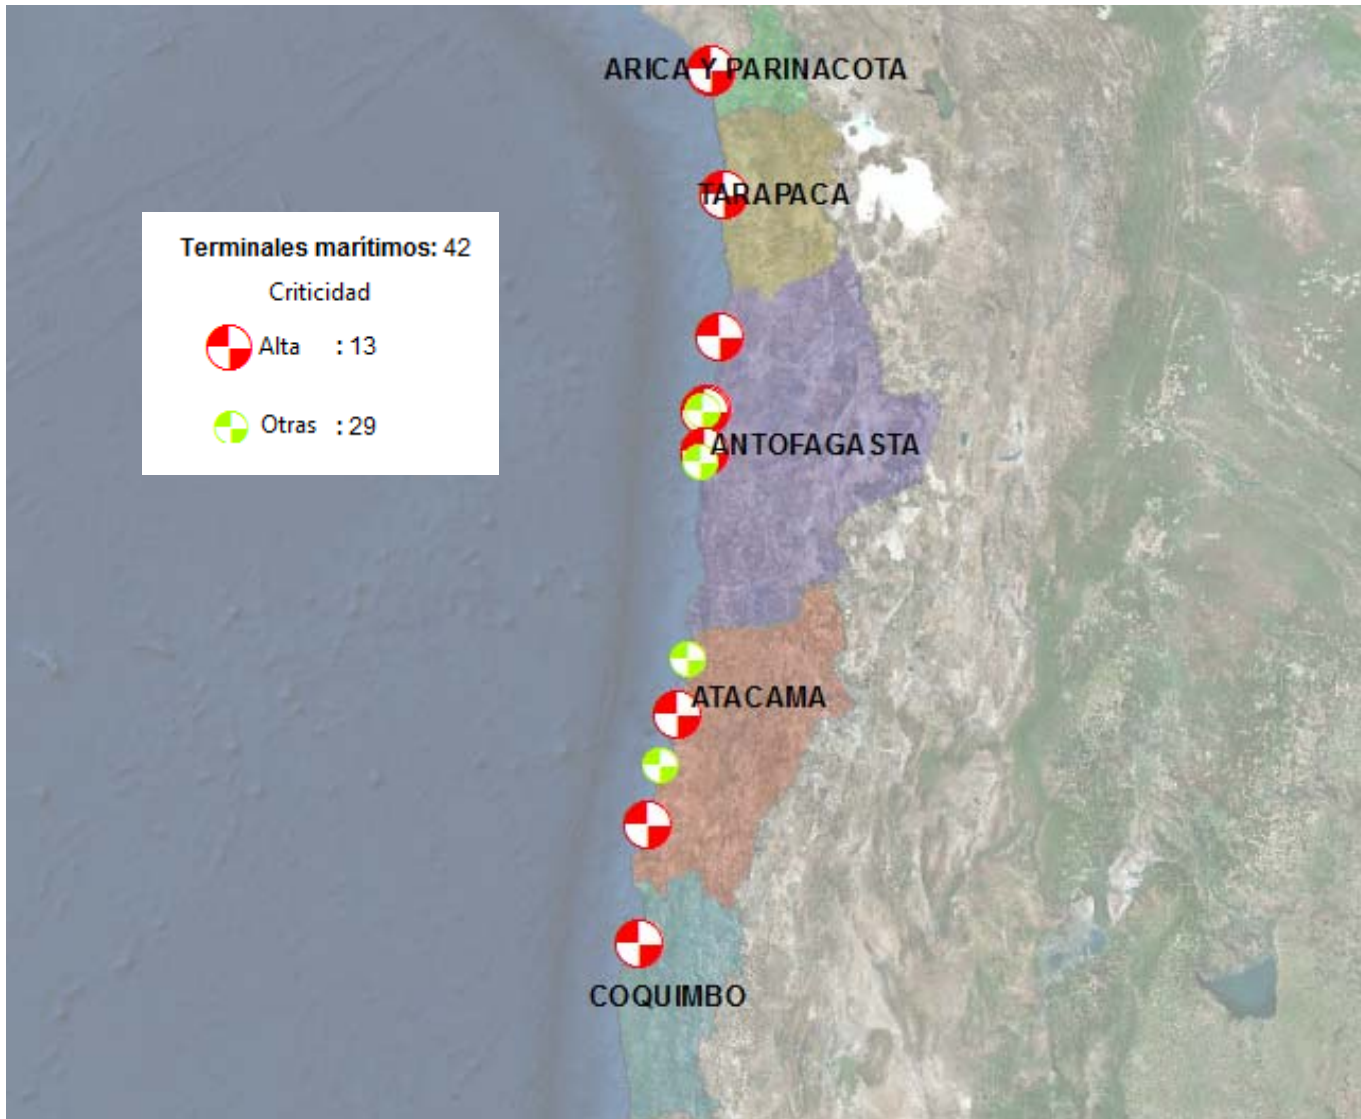 ARICA Y PARINACOTA
TARAPACA
Terminales marítimos: 42
Criticidad
Alta : 13
Otras : 29
ANTOFAGASTA
ATACAMA
COQUIMBO